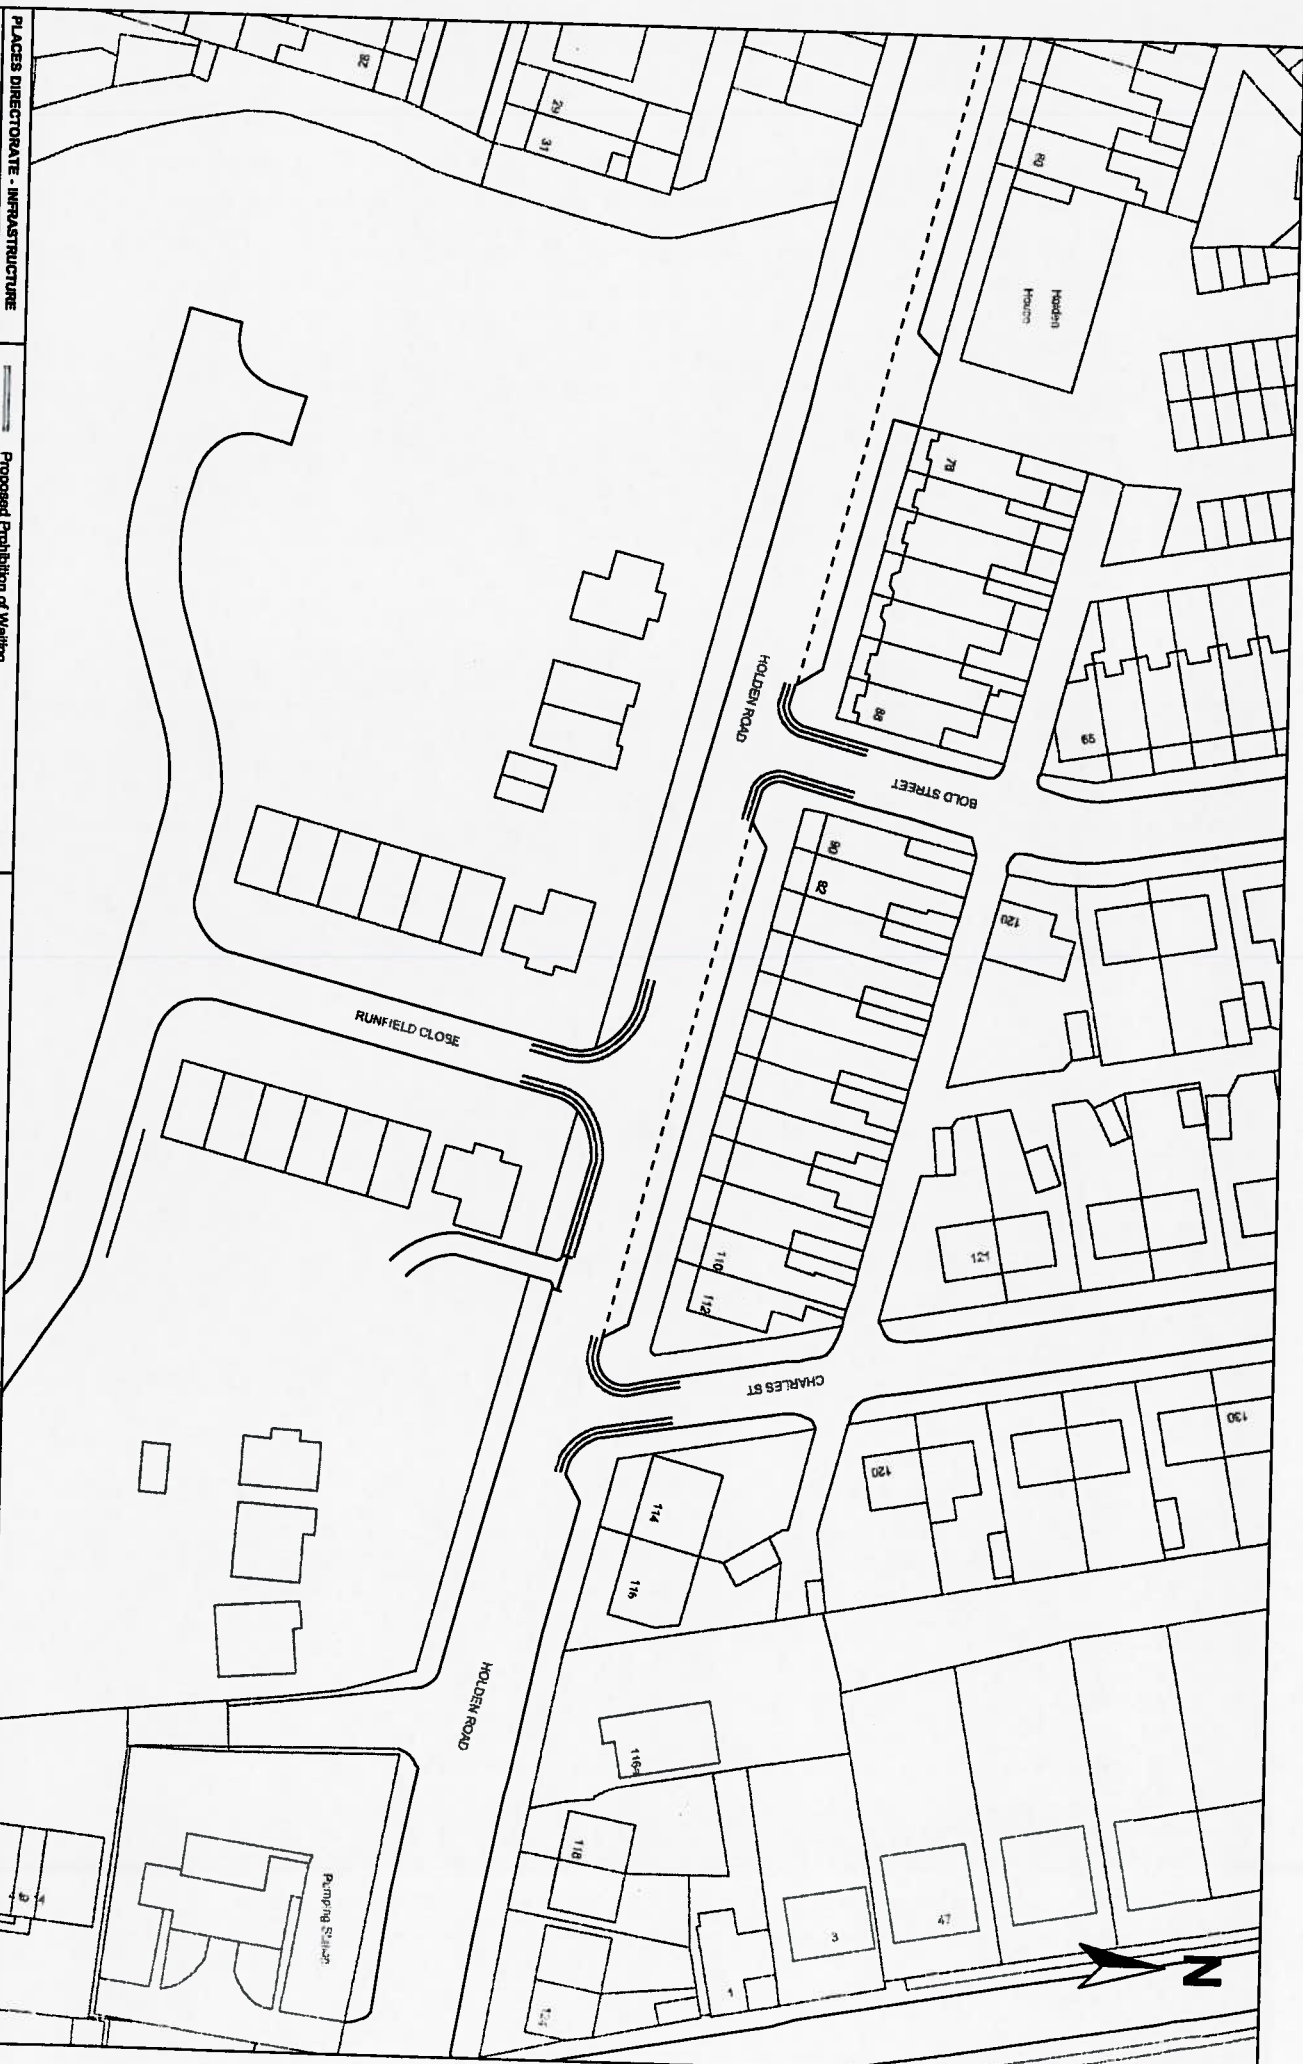 PLACES DIRECTORATE - INFRASTRUCTURE
Proposed Prohibition of Waiting
29
31
60
Holden
House
78
88
65
HOLDEN ROAD
BOLD STREET
90
92
120
RUNFIELD CLOSE
110
112
121
CHARLES ST
130
120
114
116
HOLDEN ROAD
116a
118
Pumping Station
3
47
1
N